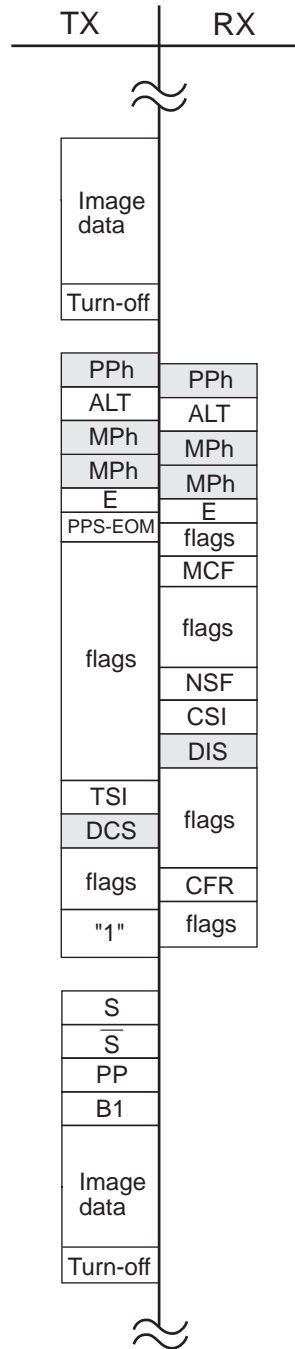 TX
RX
Image
data
Turn-off
PPh
ALT
MPh
MPh
E
PPS-EOM
flags
TSI
DCS
flags
"1"
PPh
ALT
MPh
MPh
E
flags
MCF
flags
NSF
CSI
DIS
flags
CFR
flags
S
S̅
PP
B1
Image
data
Turn-off